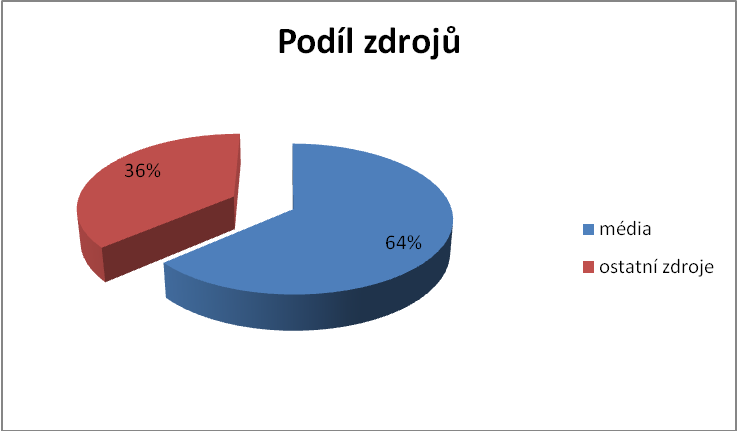 Podíl zdrojů
36%
64%
média
ostatní zdroje